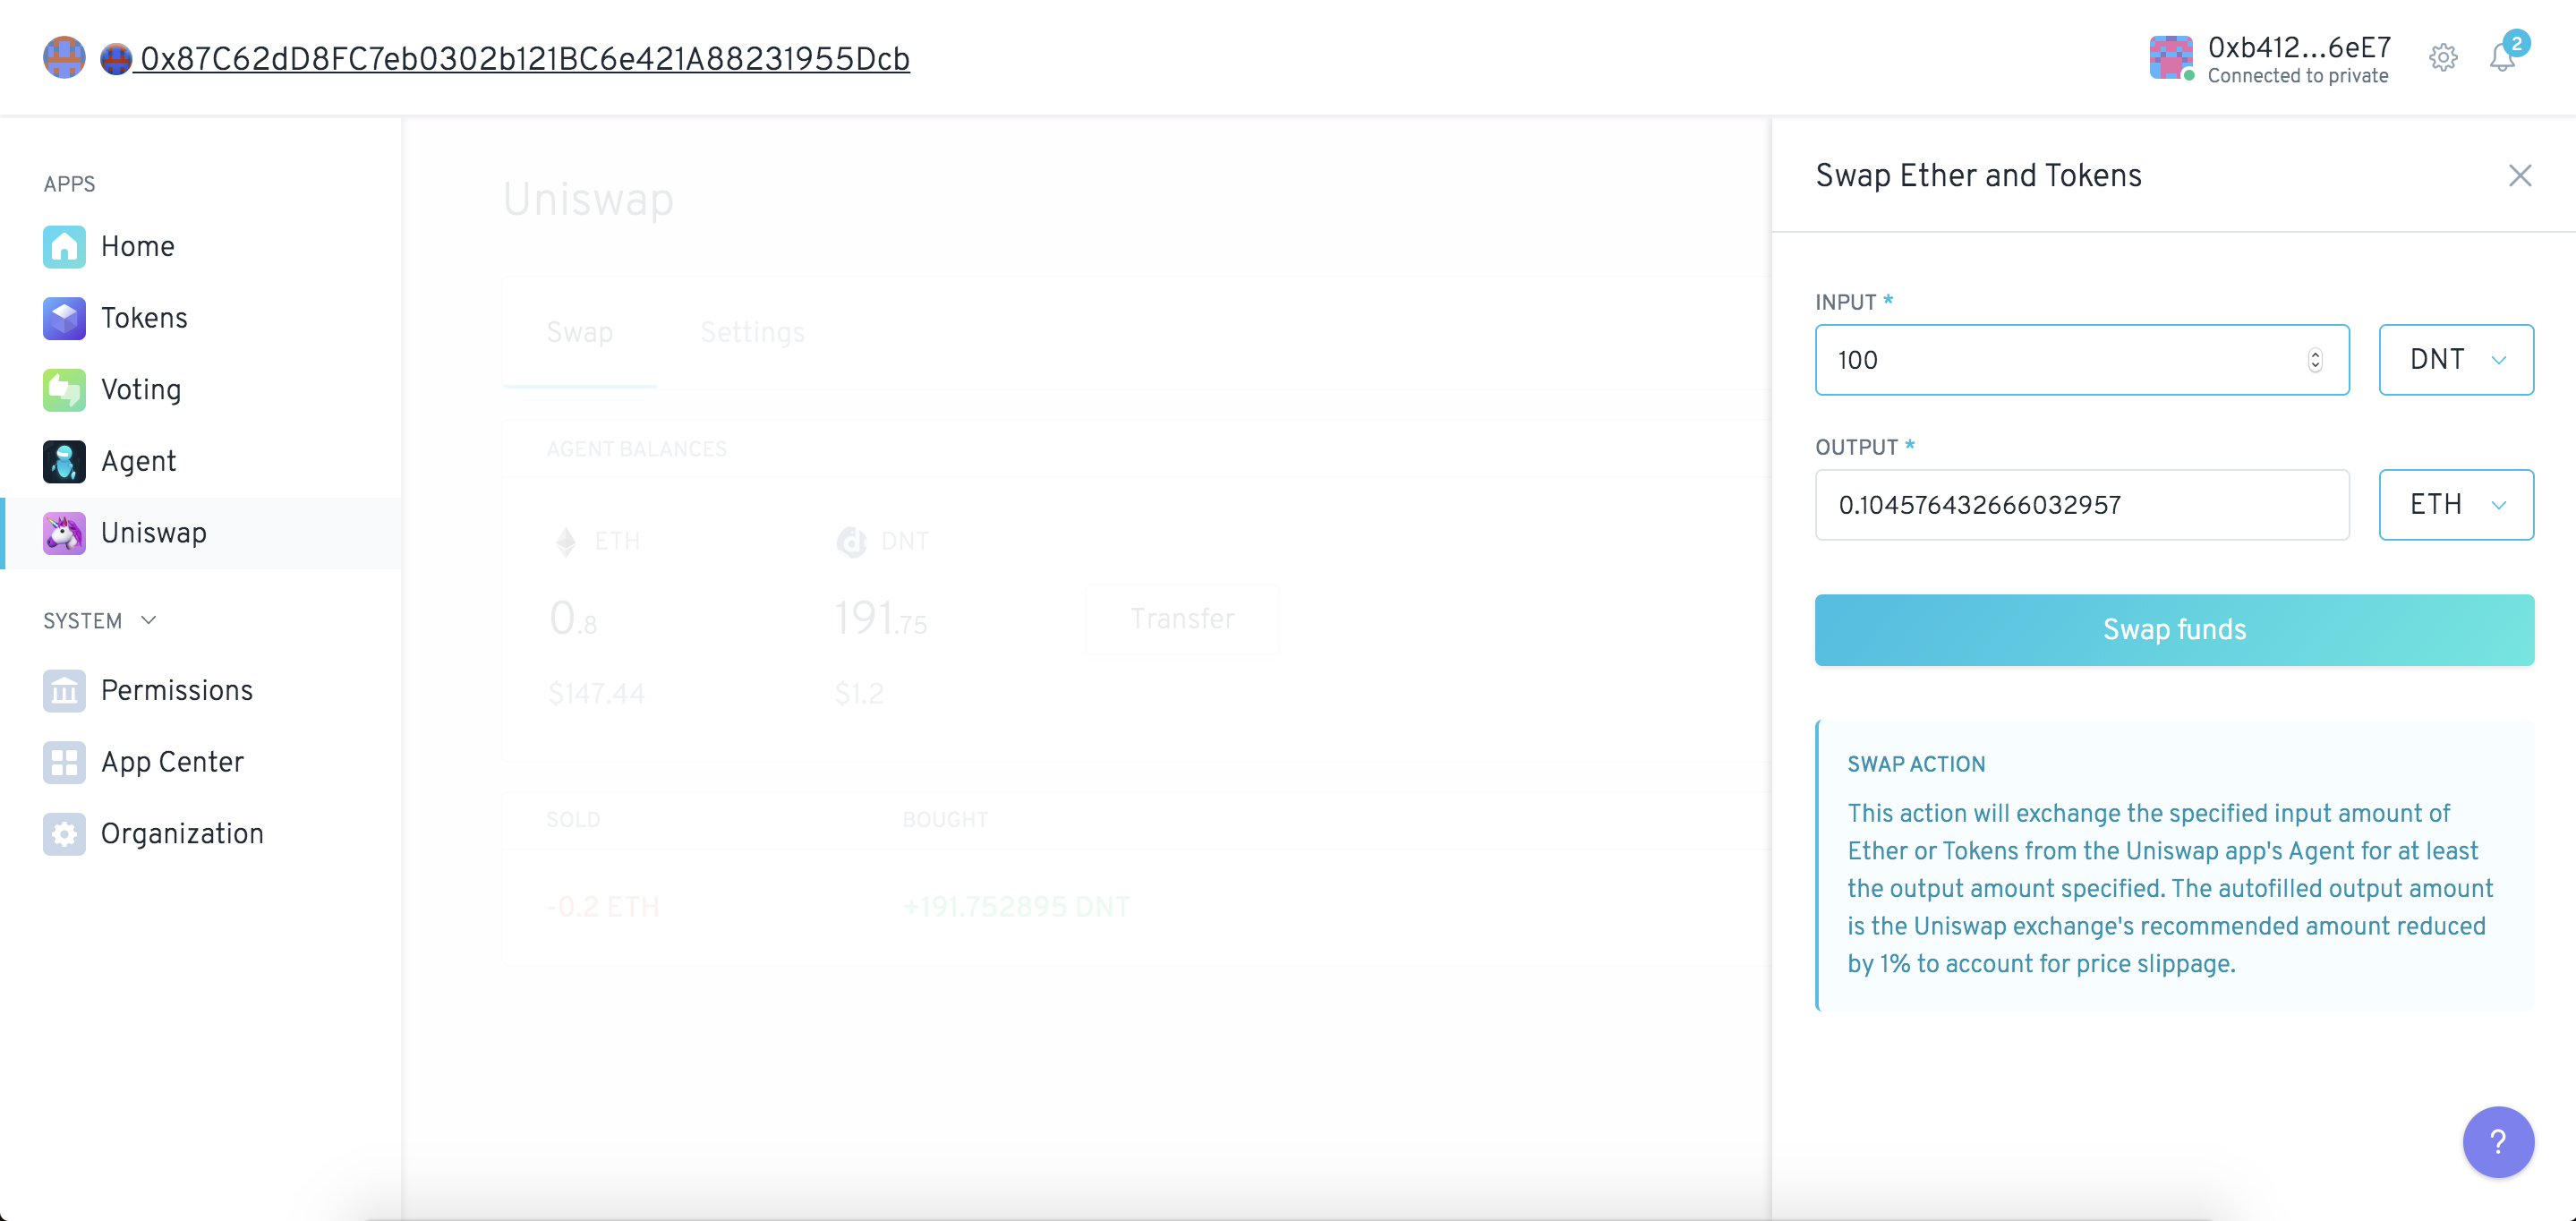 0x87C62dD8FC7eb0302b121BC6e421A88231955Dcb
0xb412...6eE7
Connected to private
2
APPS
Home
Tokens
Voting
Agent
Uniswap
SYSTEM
Permissions
App Center
Organization
Uniswap
Swap Settings
AGENT BALANCES
ETH DNT
0.8 191.75 Transfer
$147.44 $1.2
SOLD BOUGHT
-0.2 ETH +191.752895 DNT
Swap Ether and Tokens
INPUT *
100 DNT
OUTPUT *
0.104576432666032957 ETH
Swap funds
SWAP ACTION
This action will exchange the specified input amount of
Ether or Tokens from the Uniswap app's Agent for at least
the output amount specified. The autofilled output amount
is the Uniswap exchange's recommended amount reduced
by 1% to account for price slippage.
?